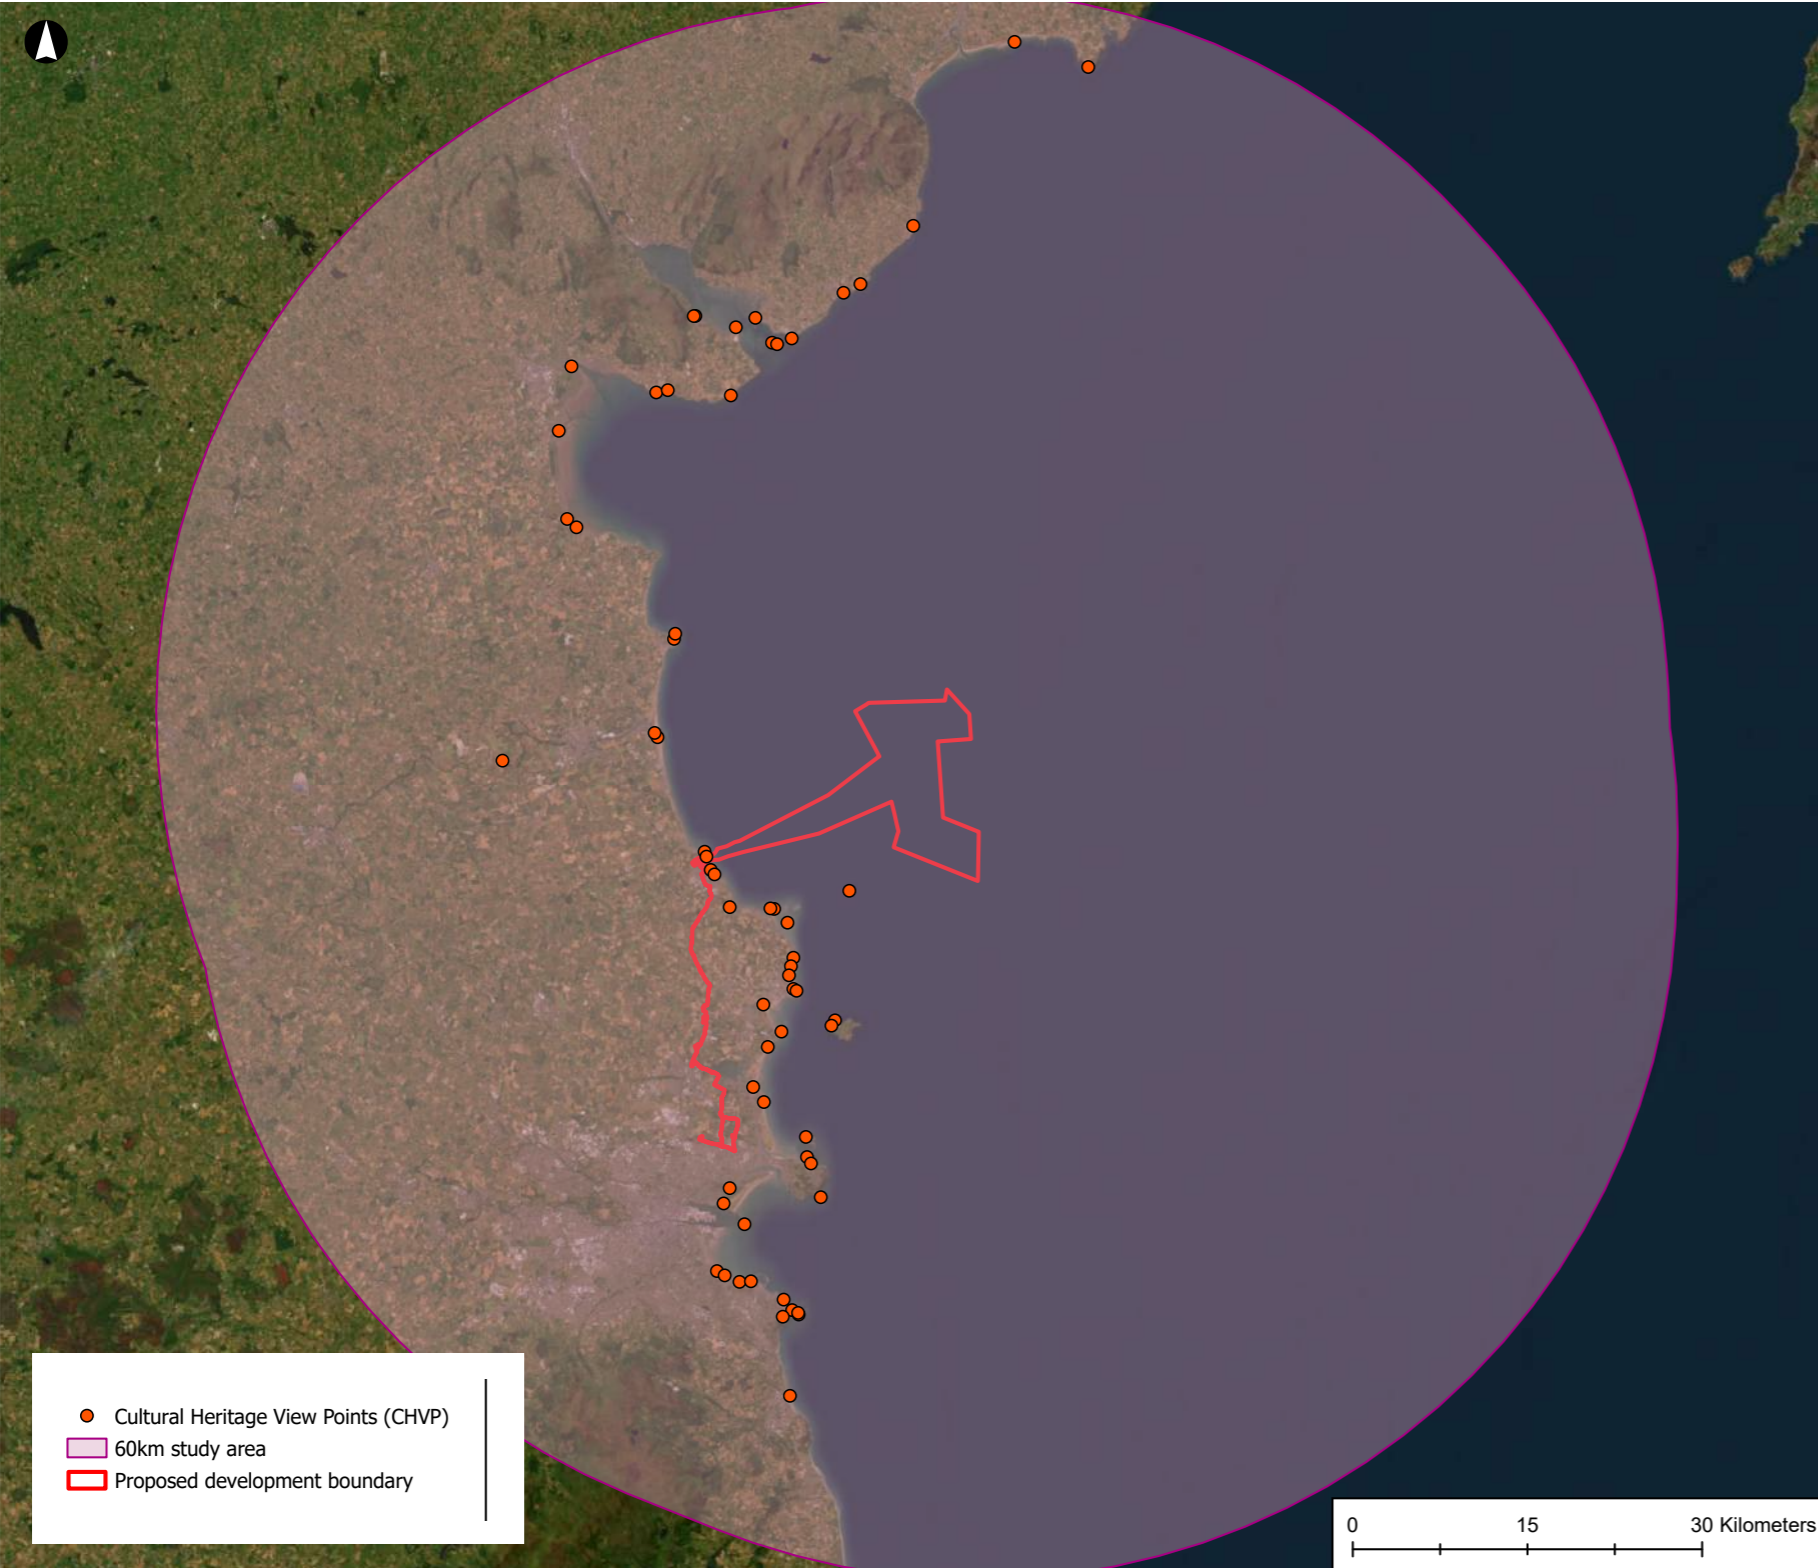 Cultural Heritage View Points (CHVP)
60km study area
Proposed development boundary
0 15 30 Kilometers